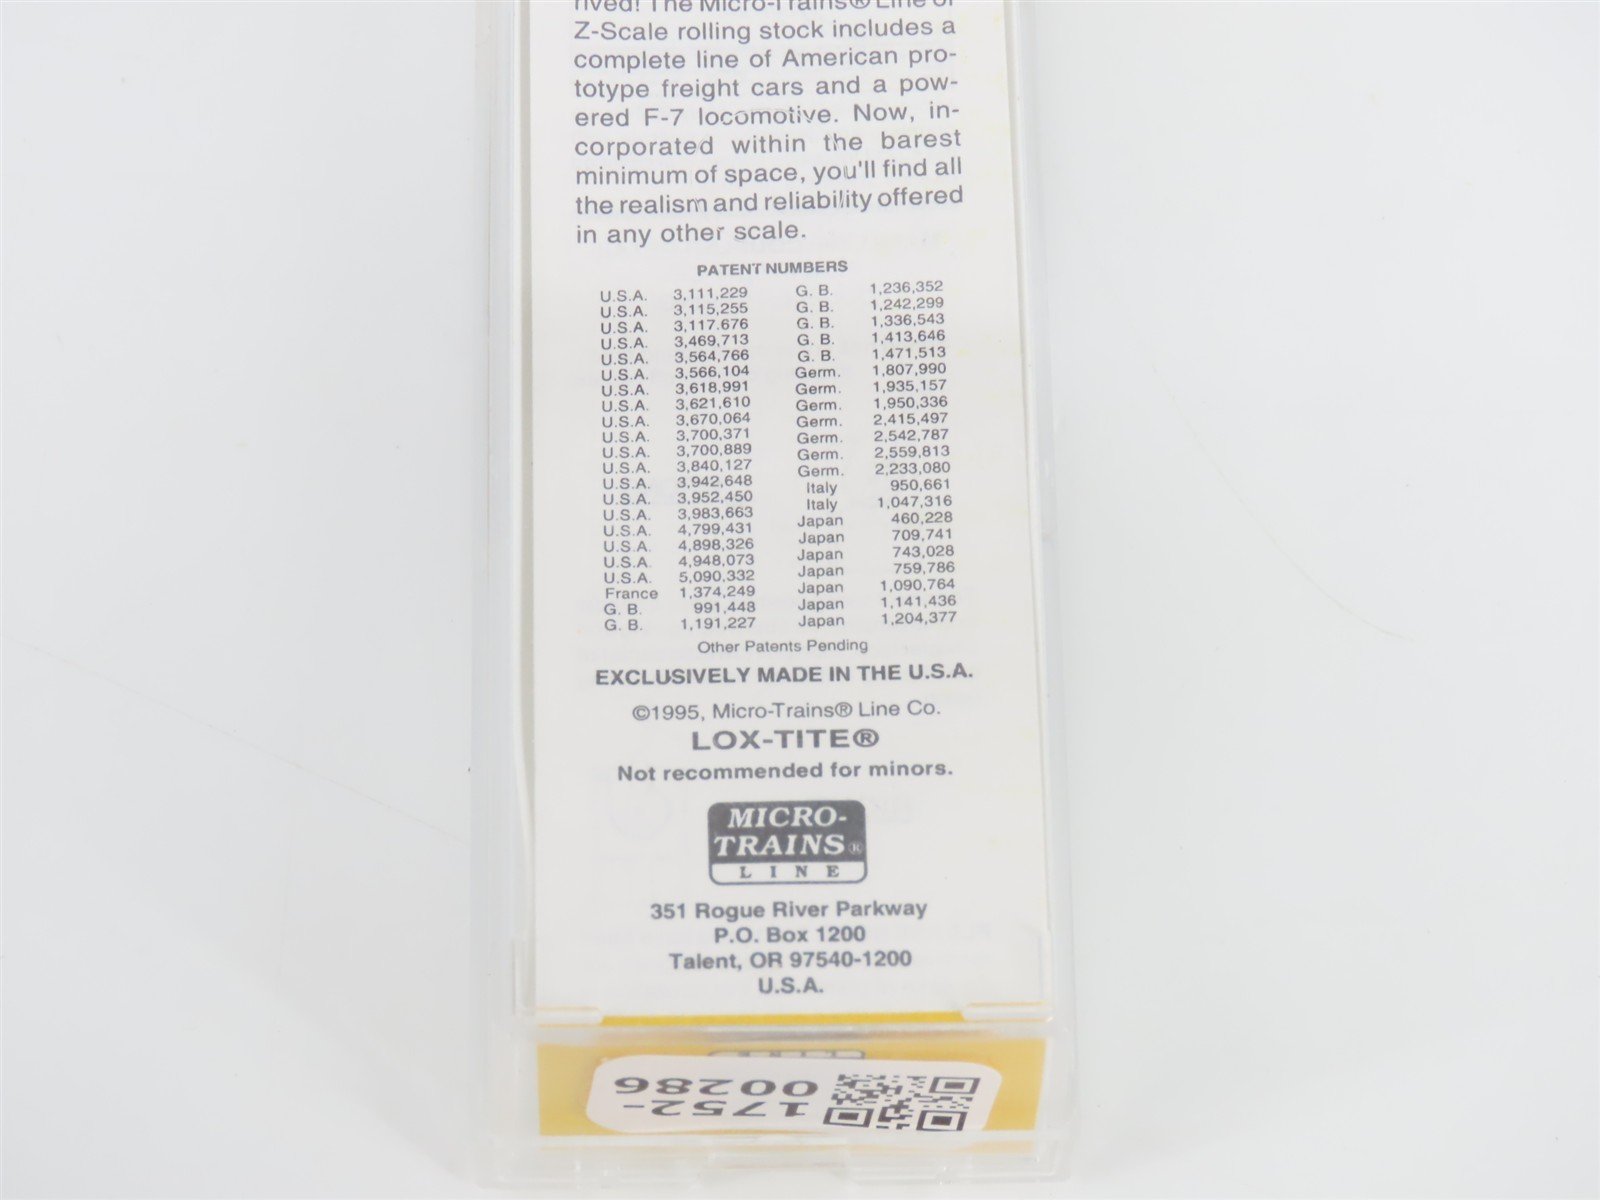 rived! The Micro-Trains® Line of
Z-Scale rolling stock includes a
complete line of American pro-
totype freight cars and a pow-
ered F-7 locomotive. Now, in-
corporated within the barest
minimum of space, you'll find all
the realism and reliability offered
in any other scale.
PATENT NUMBERS
U.S.A. 3,111,229 G. B. 1,236,352
U.S.A. 3,115,255 G. B. 1,242,299
U.S.A. 3,117.676 G. B. 1,336,543
U.S.A. 3,469,713 G. B. 1,413,646
U.S.A. 3,564,766 G. B. 1,471,513
U.S.A. 3,566,104 Germ. 1,807,990
U.S.A. 3,618,991 Germ. 1,935,157
U.S.A. 3,621,610 Germ. 1,950,336
U.S.A. 3,670,064 Germ. 2,415,497
U.S.A. 3,700,371 Germ. 2,542,787
U.S.A. 3,700,889 Germ. 2,559,813
U.S.A. 3,840,127 Germ. 2,233,080
U.S.A. 3,942,648 Italy 950,661
U.S.A. 3,952,450 Italy 1,047,316
U.S.A. 3,983,663 Japan 460,228
U.S.A. 4,799,431 Japan 709,741
U.S.A. 4,898,326 Japan 743,028
U.S.A. 4,948,073 Japan 759,786
U.S.A. 5,090,332 Japan 1,090,764
France 1,374,249 Japan 1,141,436
G. B. 991,448 Japan 1,204,377
G. B. 1,191,227
Other Patents Pending
EXCLUSIVELY MADE IN THE U.S.A.
©1995, Micro-Trains® Line Co.
LOX-TITE®
Not recommended for minors.
MICRO-
TRAINS®
LINE
351 Rogue River Parkway
P.O. Box 1200
Talent, OR 97540-1200
U.S.A.
1752-
00286